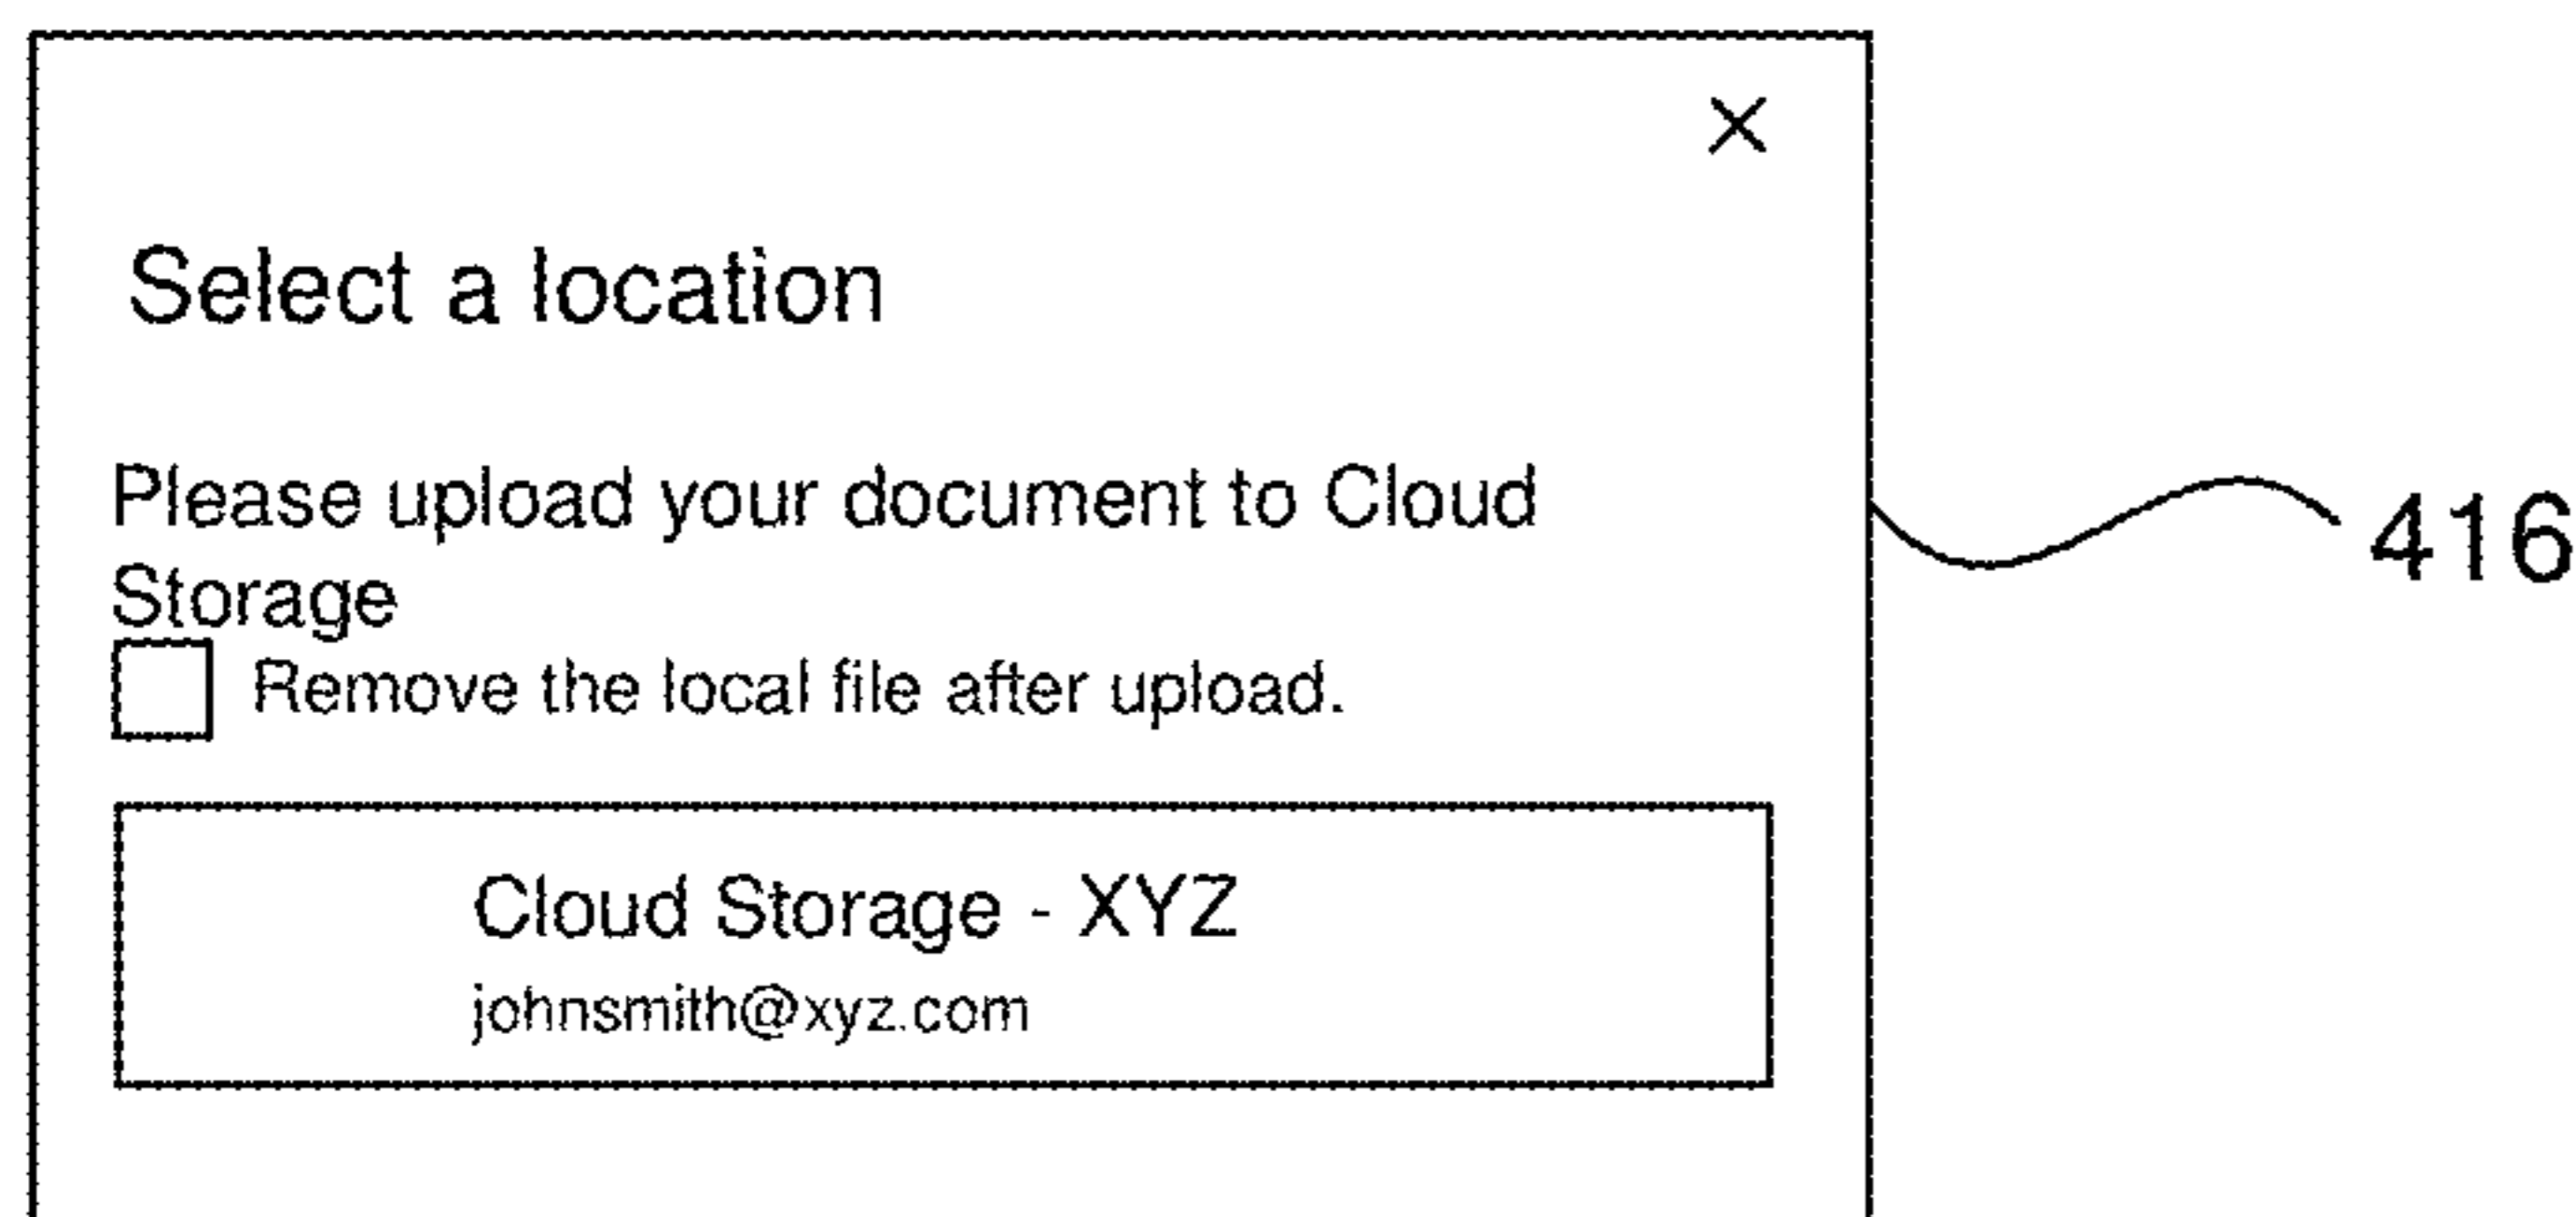 Select a location
Please upload your document to Cloud
Storage
Remove the local file after upload.
Cloud Storage - XYZ
johnsmith@xyz.com
416